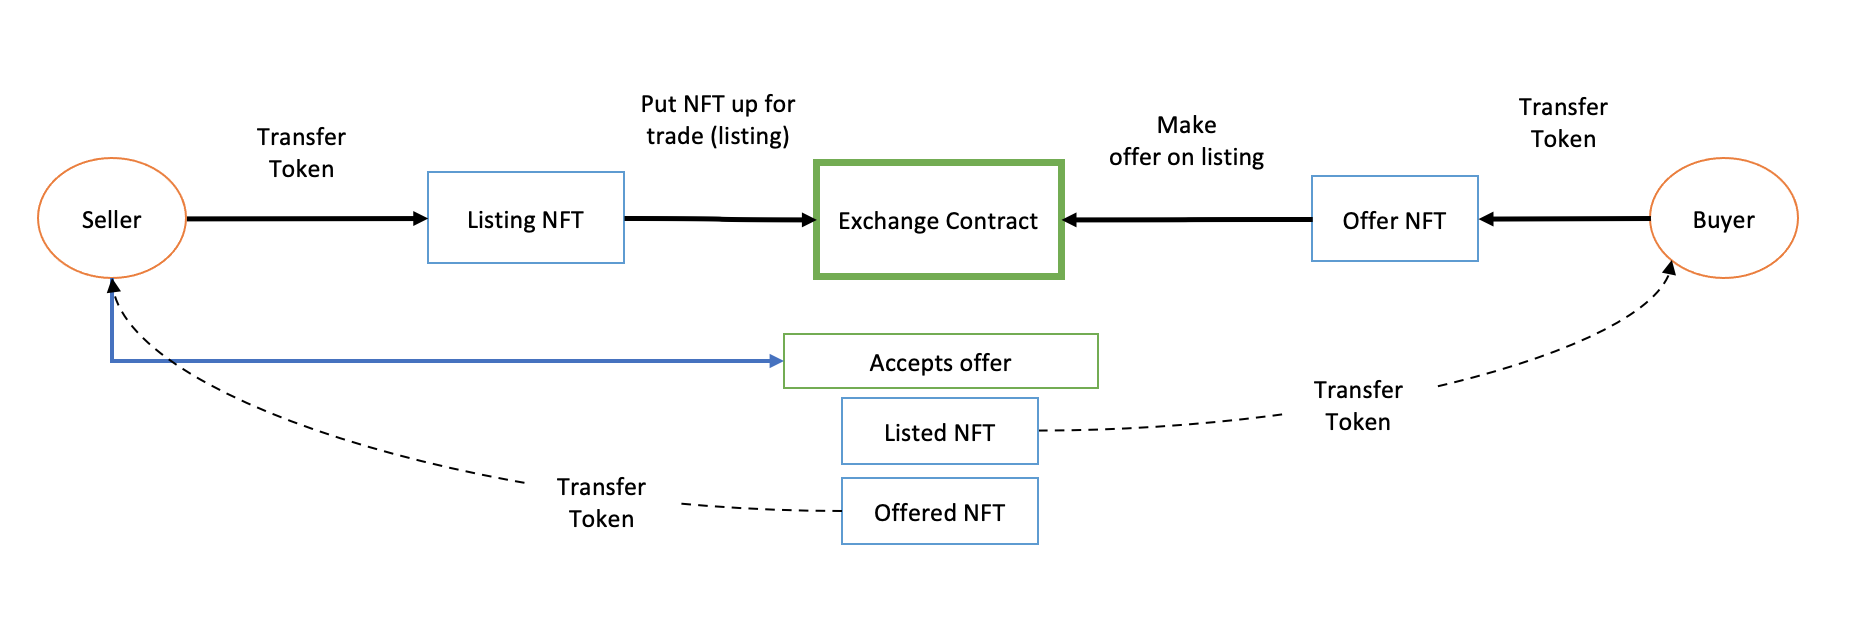 Put NFT up for
trade (listing)
Transfer
Token
Make
offer on listing
Transfer
Token
Seller
Listing NFT
Exchange Contract
Offer NFT
Buyer
Accepts offer
Listed NFT
Transfer
Token
Transfer
Token
Offered NFT